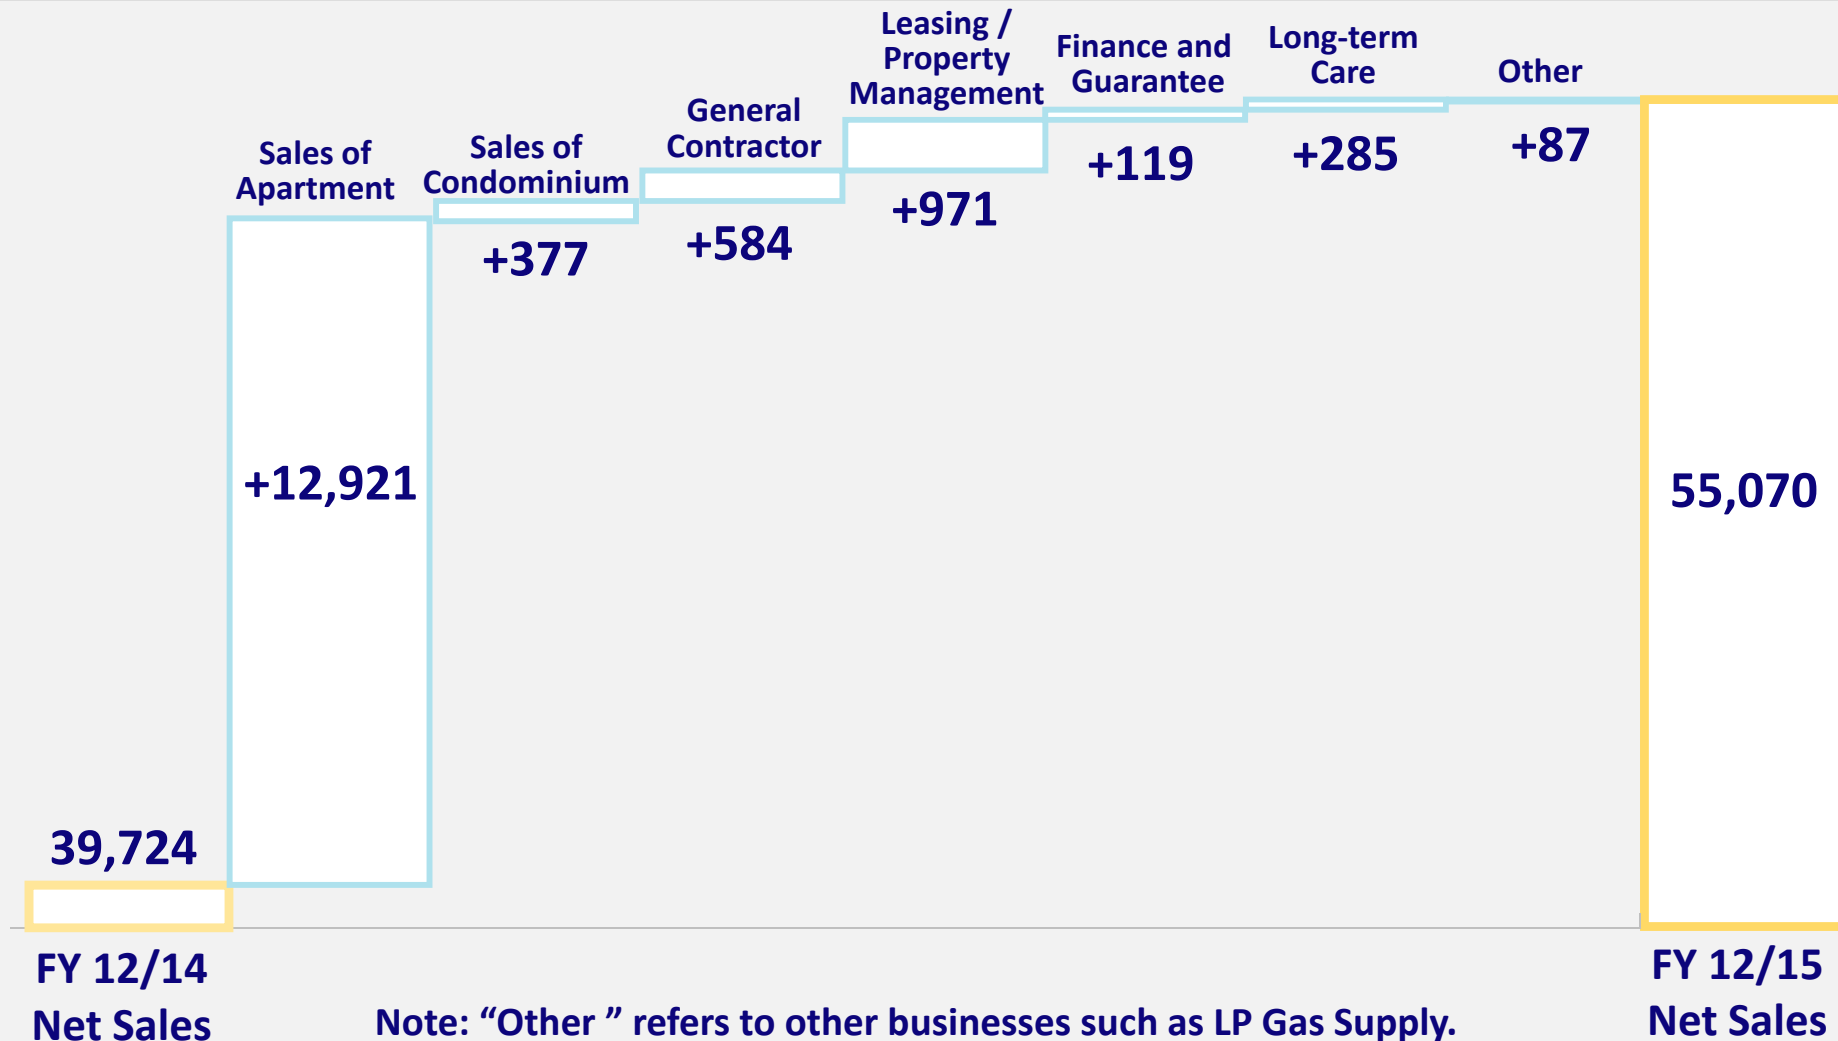 Leasing /
Property
Management
Finance and
Guarantee
Long-term
Care
Other
General
Contractor
Sales of
Apartment
Sales of
Condominium
+12,921
+377
+584
+971
+119
+285
+87
39,724
55,070
FY 12/14
Net Sales
FY 12/15
Net Sales
Note: “Other ” refers to other businesses such as LP Gas Supply.